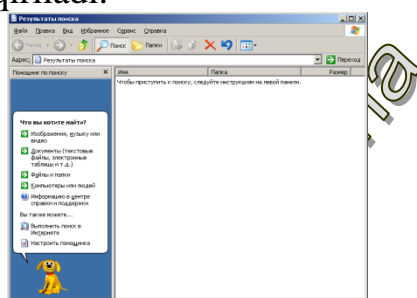 Результаты поиска
Файл Правка Вид Избранное Сервис Справка
Назад Поиск Папки
Адрес: Результаты поиска Переход
Помощник по поиску Имя Папка Размер
Чтобы приступить к поиску, следуйте инструкциям на левой панели.
Что вы хотите найти?
Изображения, музыку или
видео
Документы (текстовые
файлы, электронные
таблицы и т.д.)
Файлы и папки
Компьютеры или людей
Информацию в центре
справки и поддержки
Вы также можете...
Выполнить поиск в
Интернете
Настроить помощника